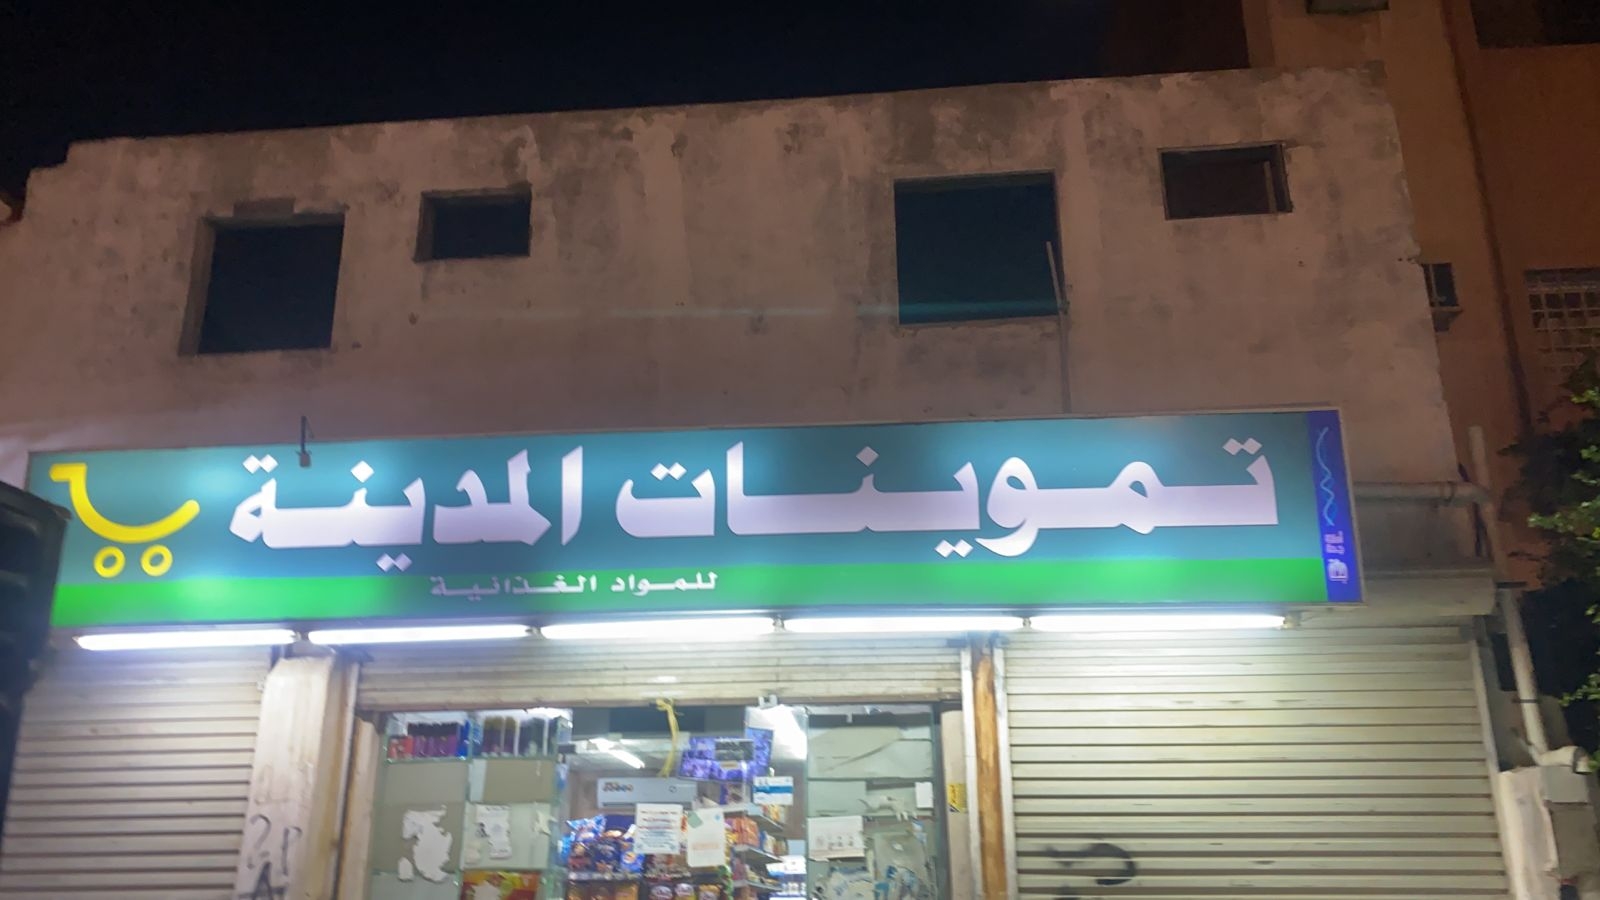 تموينات المدينة
للمواد الغذائية